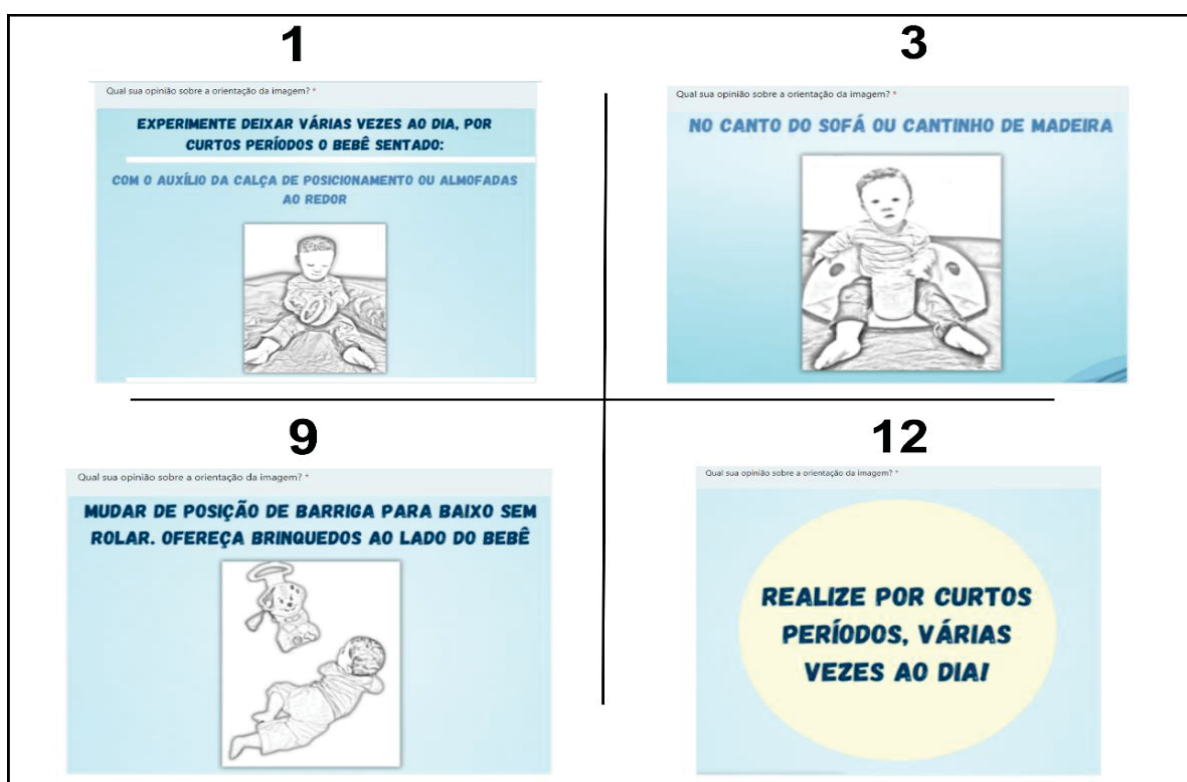 1
Qual sua opinião sobre a orientação da imagem? *
EXPERIMENTE DEIXAR VÁRIAS VEZES AO DIA, POR
CURTOS PERÍODOS O BEBÊ SENTADO:
COM O AUXÍLIO DA CALÇA DE POSICIONAMENTO OU ALMOFADAS
AO REDOR
3
Qual sua opinião sobre a orientação da imagem? *
NO CANTO DO SOFÁ OU CANTINHO DE MADEIRA
9
Qual sua opinião sobre a orientação da imagem? *
MUDAR DE POSIÇÃO DE BARRIGA PARA BAIXO SEM
ROLAR. OFEREÇA BRINQUEDOS AO LADO DO BEBÊ
12
Qual sua opinião sobre a orientação da imagem? *
REALIZE POR CURTOS
PERÍODOS, VÁRIAS
VEZES AO DIA!